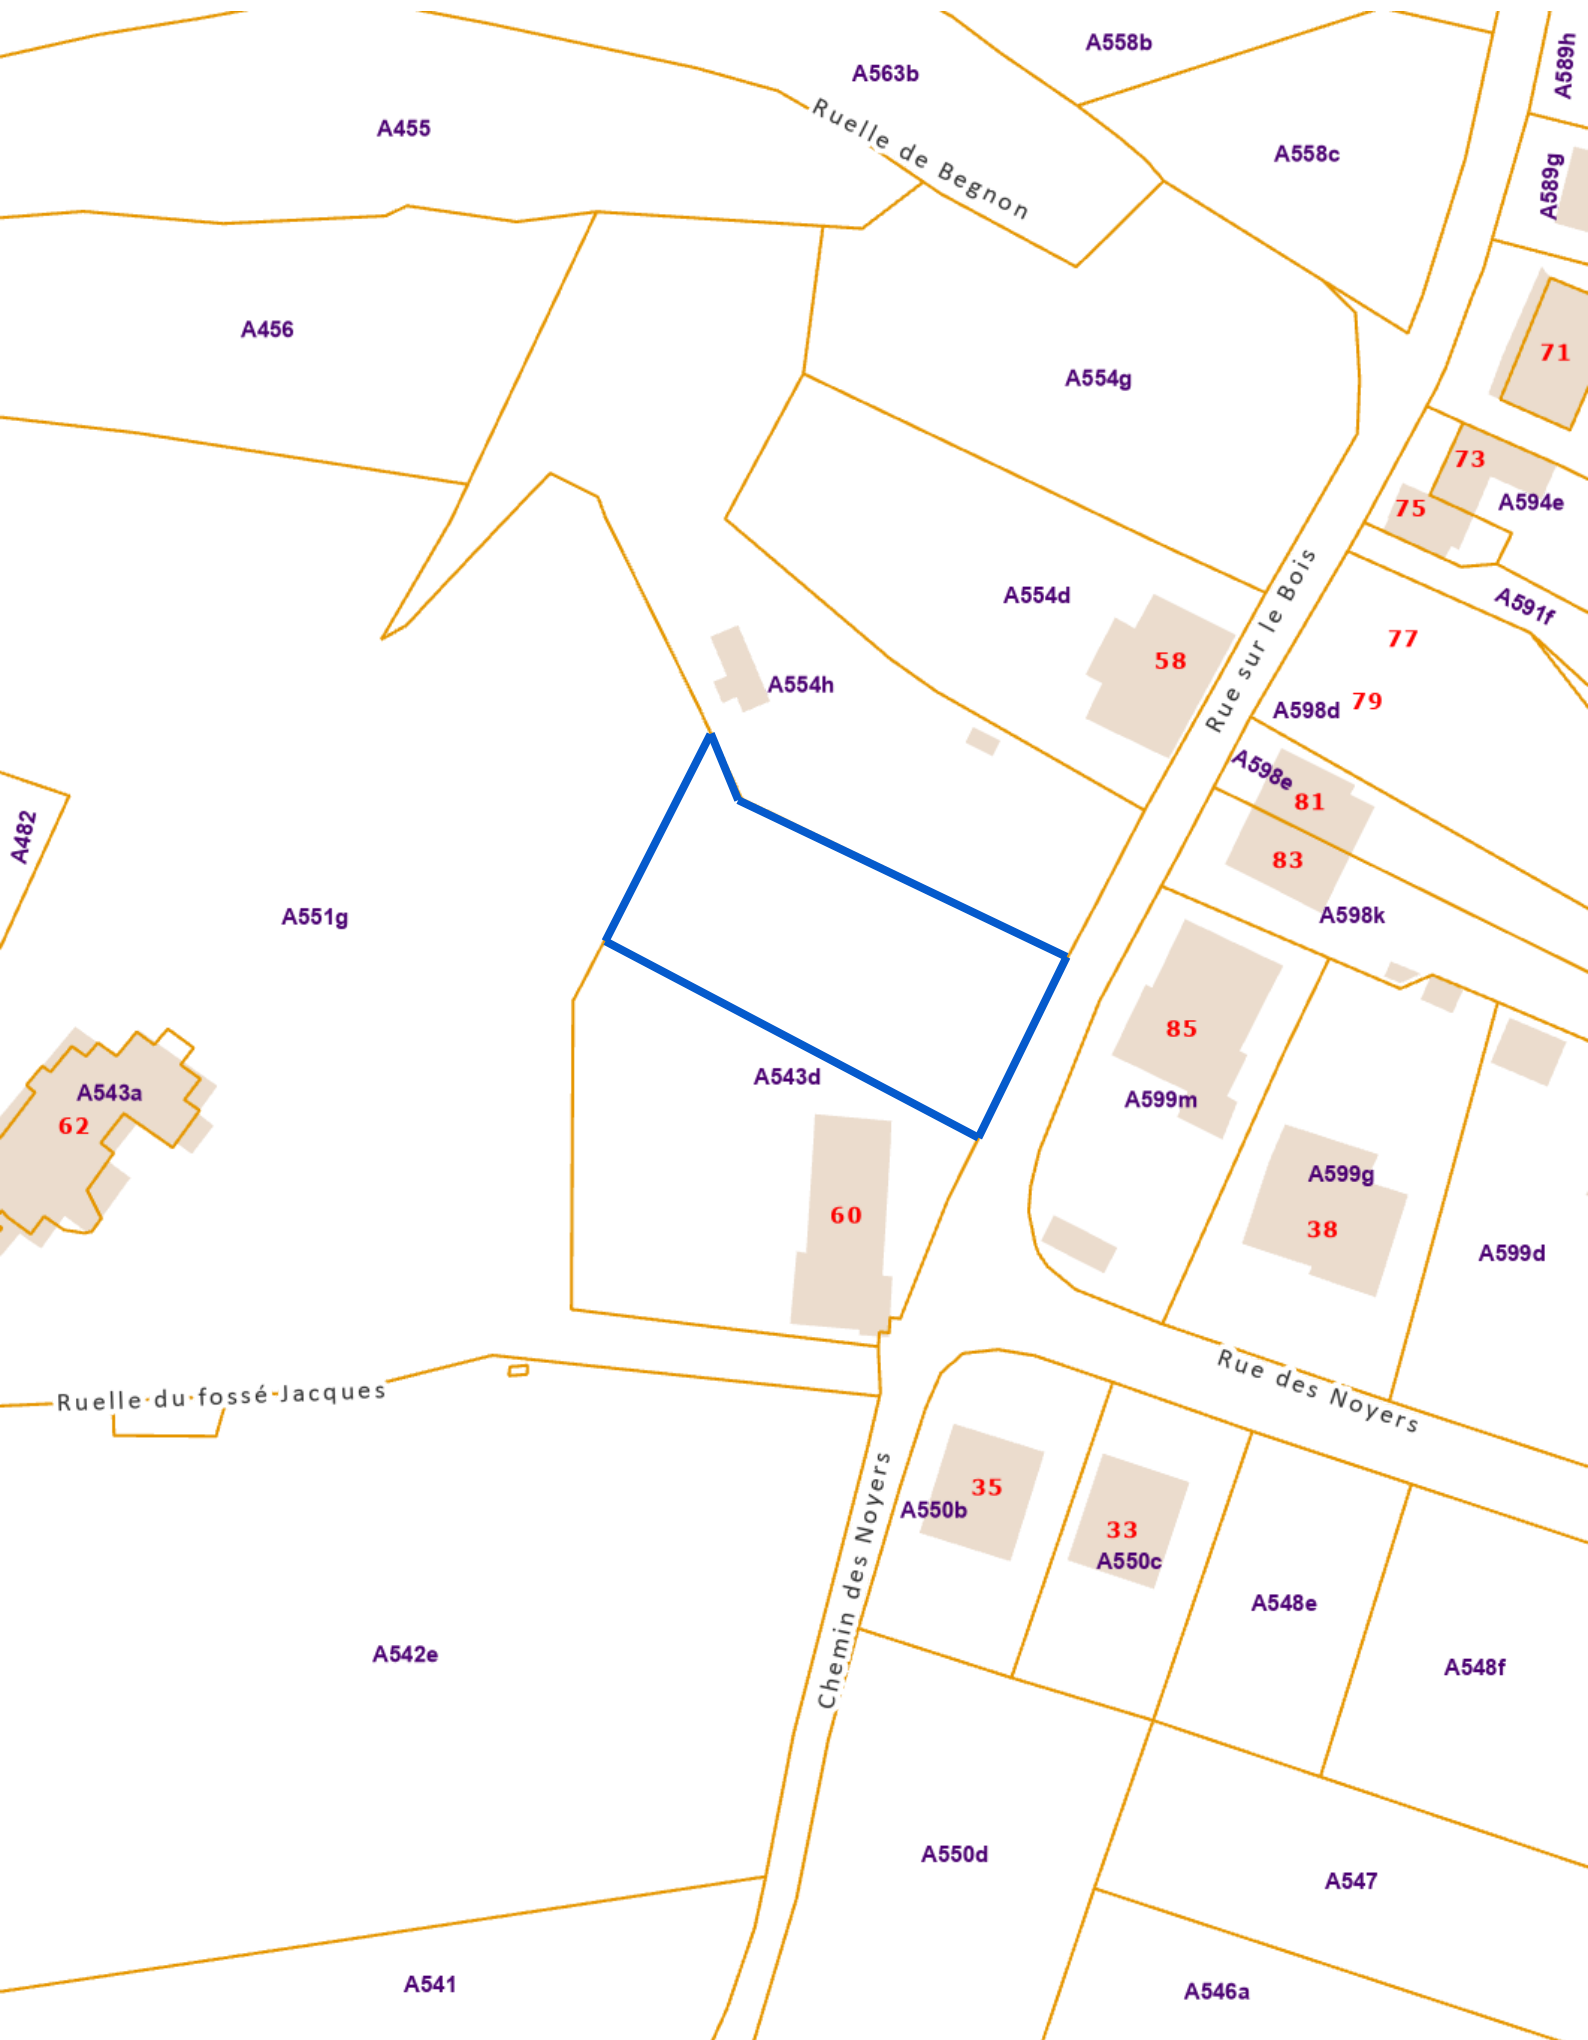 A558b
A589h
A563b
Ruelle de Begnon
A455
A558c
A589g
A456
71
A554g
73
A594e
75
Rue sur le Bois
A554d
A591f
77
58
A554h
79
A598d
A598e
81
A482
83
A551g
A598k
85
A543d
A543a
A599m
62
A599g
60
38
A599d
Rue des Noyers
Ruelle du fossé Jacques
35
A550b
33
A550c
Chemin des Noyers
A548e
A542e
A548f
A550d
A547
A541
A546a